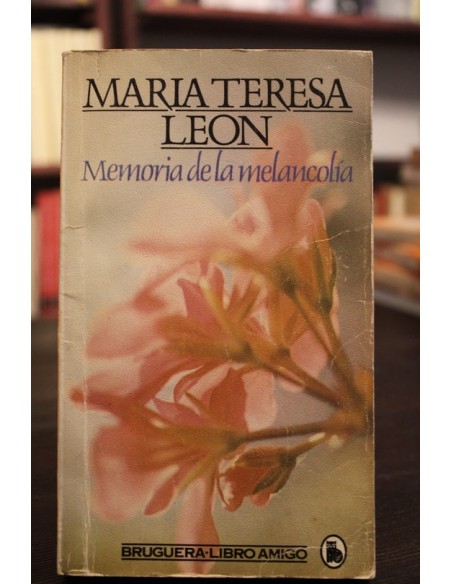 MARIA TERESA
LEON
Memoria de la melancolía
BRUGUERA-LIBRO AMIGO